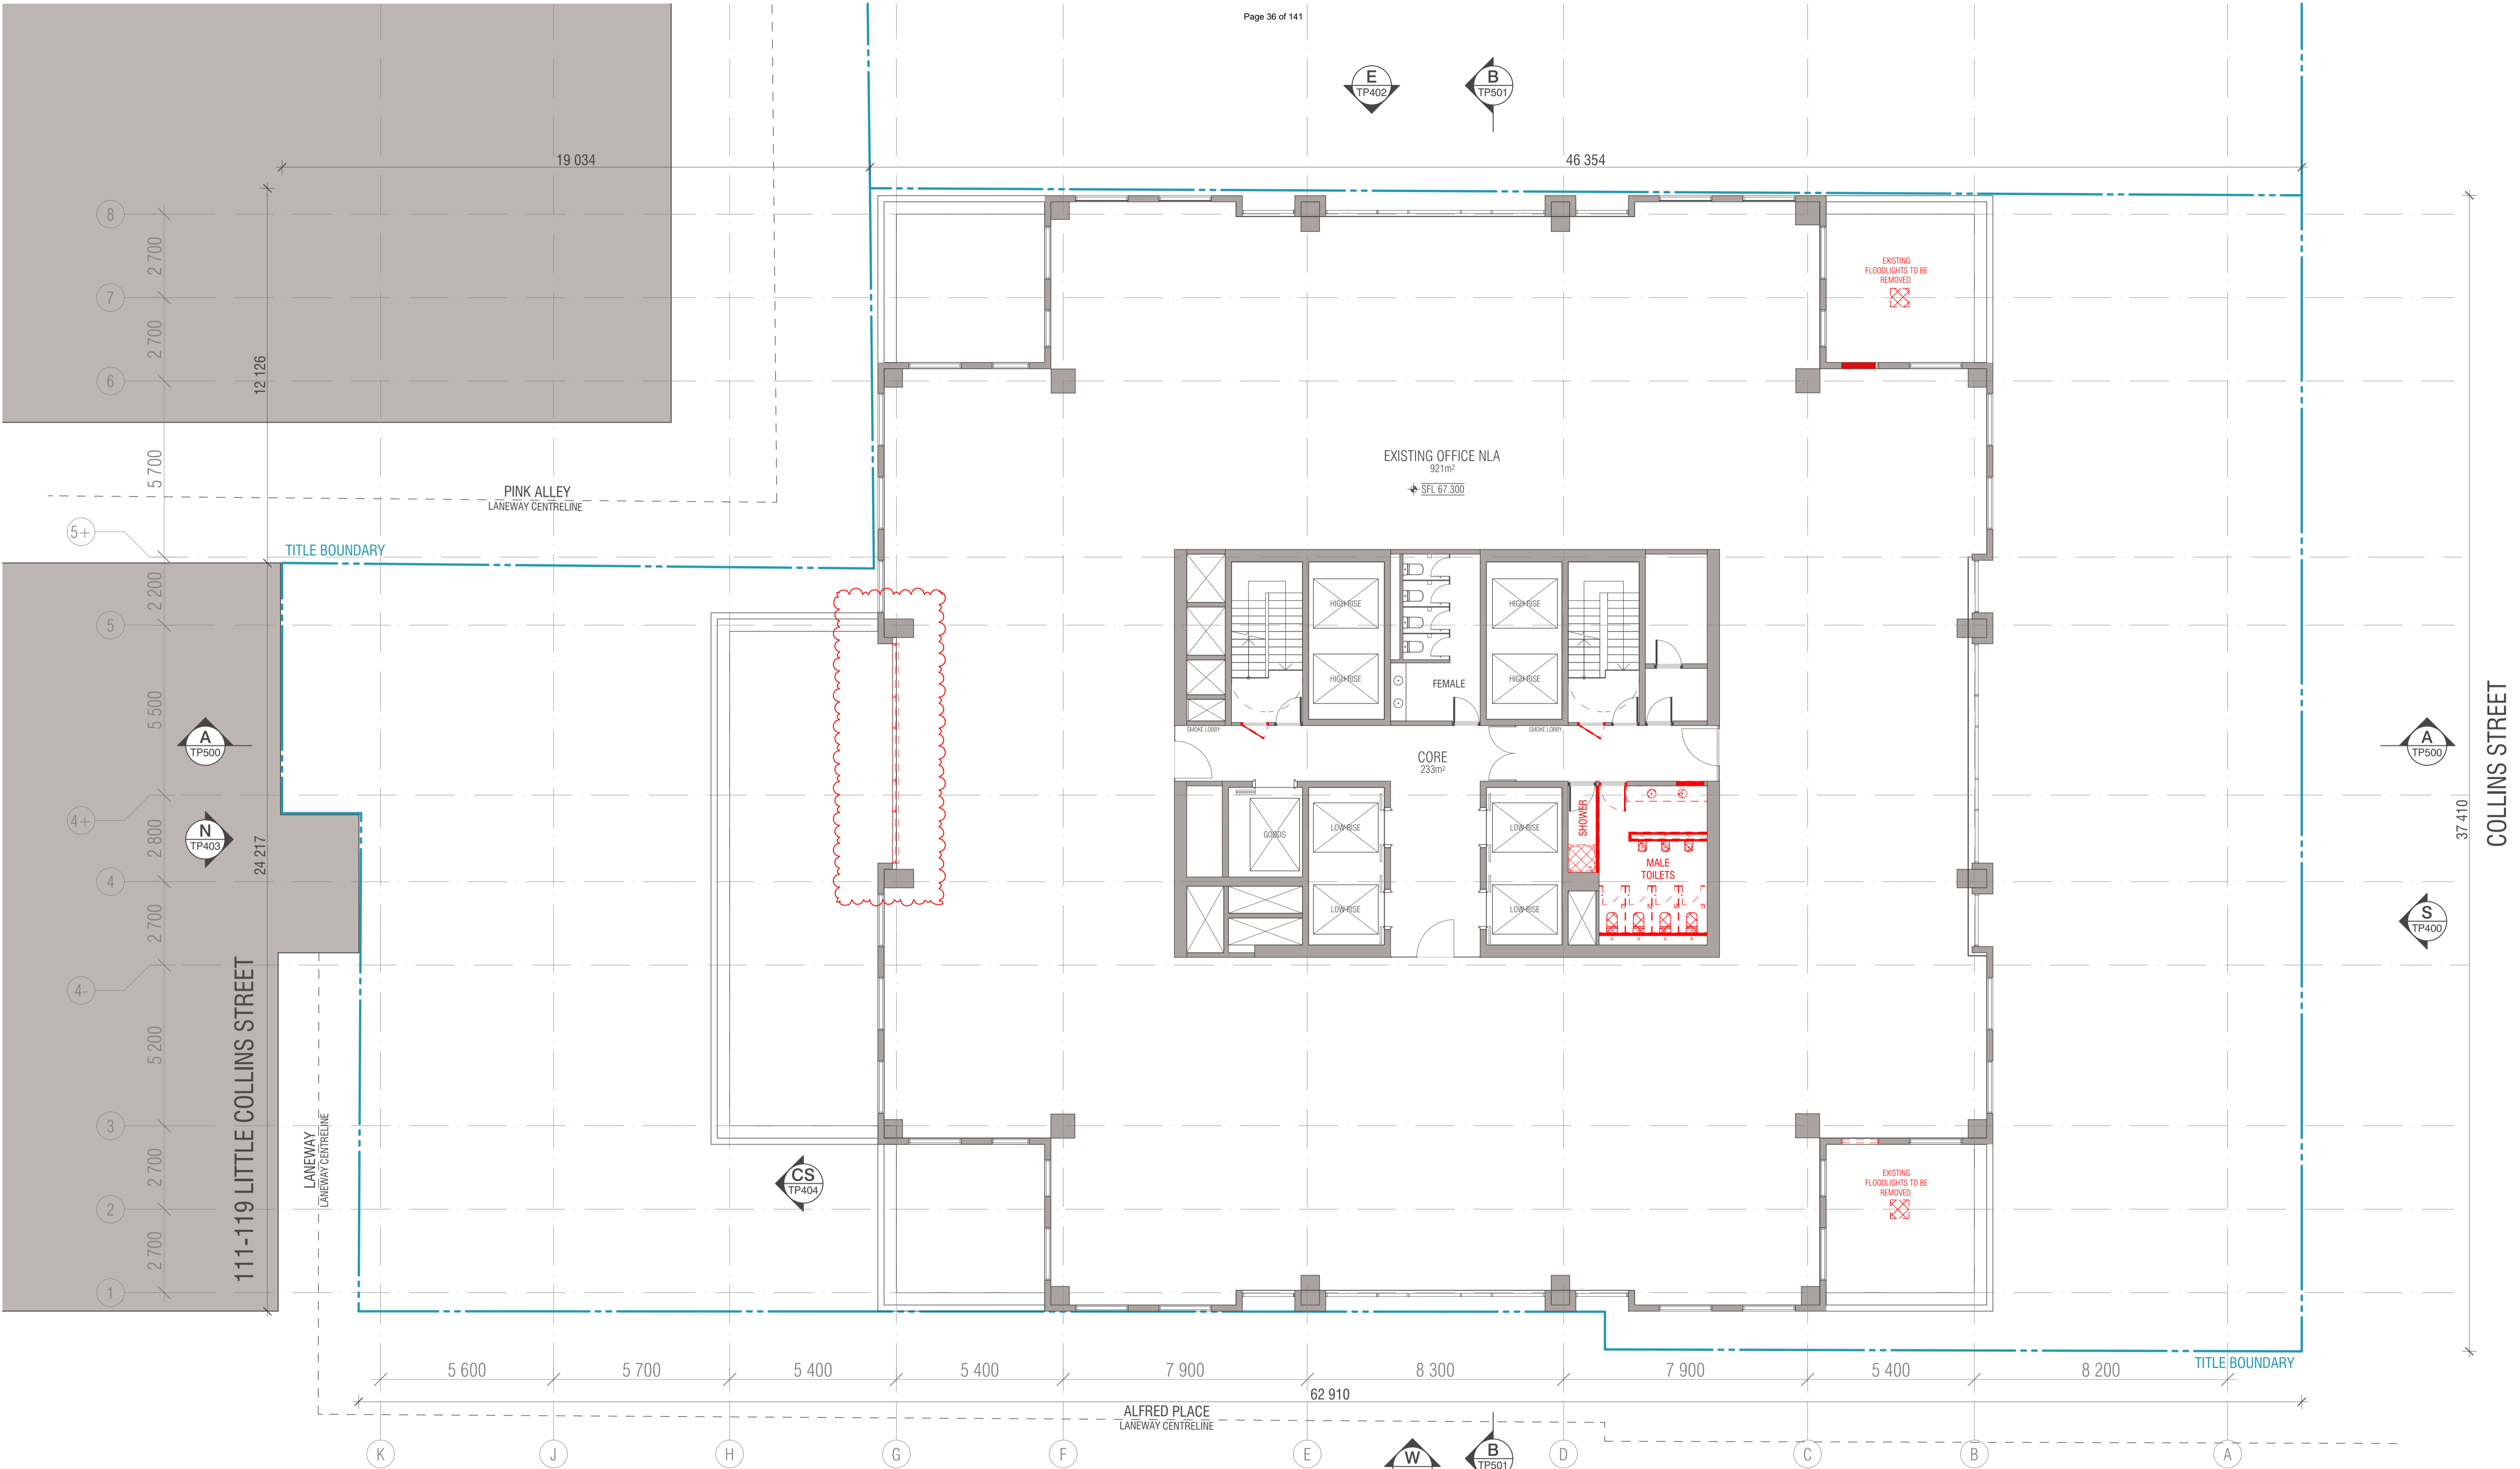 Page 36 of 141
E
TP402
B
TP501
19 034
46 354
8
2 700
7
2 700
6
12 126
5 700
5+
EXISTING
FLOODLIGHTS TO BE
REMOVED.
EXISTING OFFICE NLA
921m²
SFL 67.300
PINK ALLEY
LANEWAY CENTRELINE
TITLE BOUNDARY
2 200
5
5 500
A
TP500
4+
N
TP403
2 800
24 217
4
2 700
4-
5 200
3
2 700
2
2 700
1
111-119 LITTLE COLLINS STREET
LANEWAY
LANEWAY CENTRELINE
HIGH RISE
HIGH RISE
HIGH RISE
HIGH RISE
FEMALE
SMOKE LOBBY
SMOKE LOBBY
CORE
233m²
GOODS
LOW RISE
LOW RISE
LOW RISE
LOW RISE
SHOWER
MALE
TOILETS
A
TP500
COLLINS STREET
37 410
S
TP400
CS
TP404
EXISTING
FLOODLIGHTS TO BE
REMOVED.
TITLE BOUNDARY
5 600
5 700
5 400
5 400
7 900
8 300
7 900
5 400
8 200
62 910
ALFRED PLACE
LANEWAY CENTRELINE
K
J
H
G
F
E
W
B
TP501
D
C
B
A